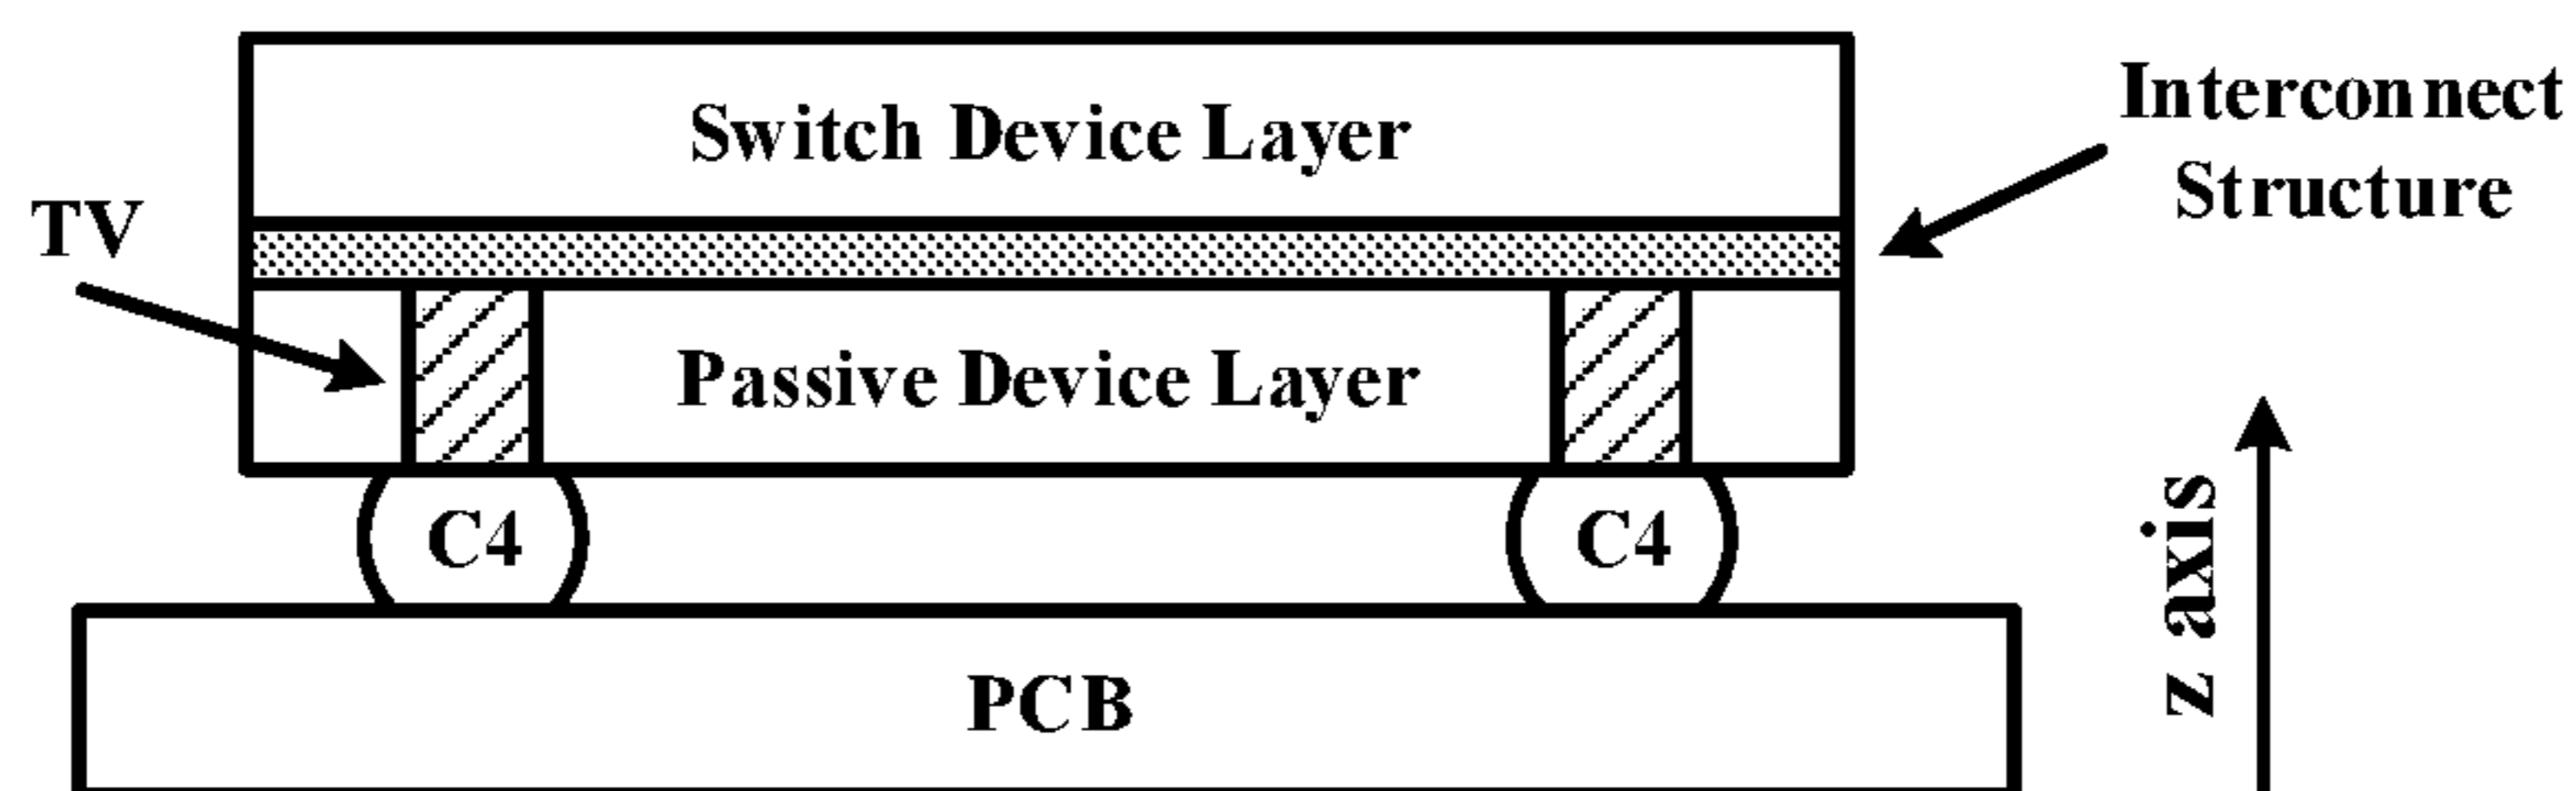 Switch Device Layer
Interconnect
Structure
TV
Passive Device Layer
C4
C4
PCB
z axis